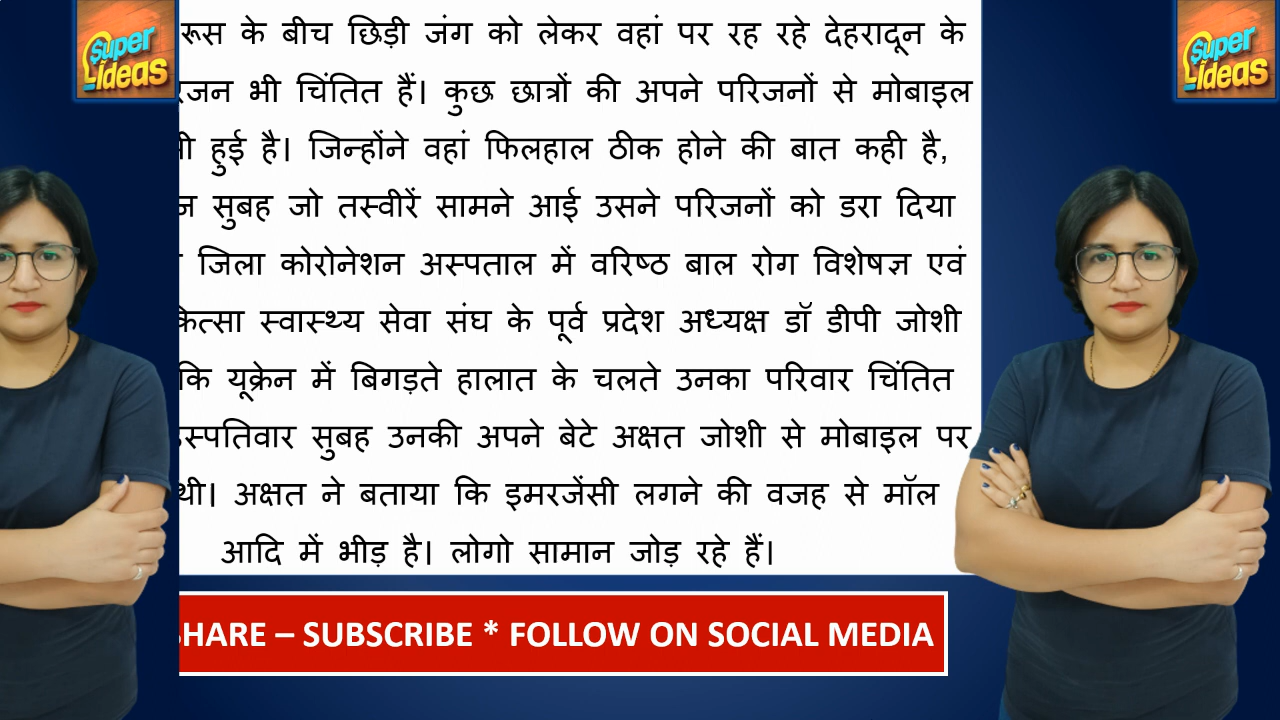 Super Ideas
Super Ideas
रूस के बीच छिड़ी जंग को लेकर वहां पर रह रहे देहरादून के
भी चिंतित हैं। कुछ छात्रों की अपने परिजनों से मोबाइल
हुई है। जिन्होंने वहां फिलहाल ठीक होने की बात कही है,
सुबह जो तस्वीरें सामने आई उसने परिजनों को डरा दिया
जिला कोरोनेशन अस्पताल में वरिष्ठ बाल रोग विशेषज्ञ एवं
स्वास्थ्य सेवा संघ के पूर्व प्रदेश अध्यक्ष डॉ डीपी जोशी
कि यूक्रेन में बिगड़ते हालात के चलते उनका परिवार चिंतित
सुबह उनकी अपने बेटे अक्षत जोशी से मोबाइल पर
थी। अक्षत ने बताया कि इमरजेंसी लगने की वजह से मॉल
आदि में भीड़ है। लोगो सामान जोड़ रहे हैं।
SHARE – SUBSCRIBE * FOLLOW ON SOCIAL MEDIA